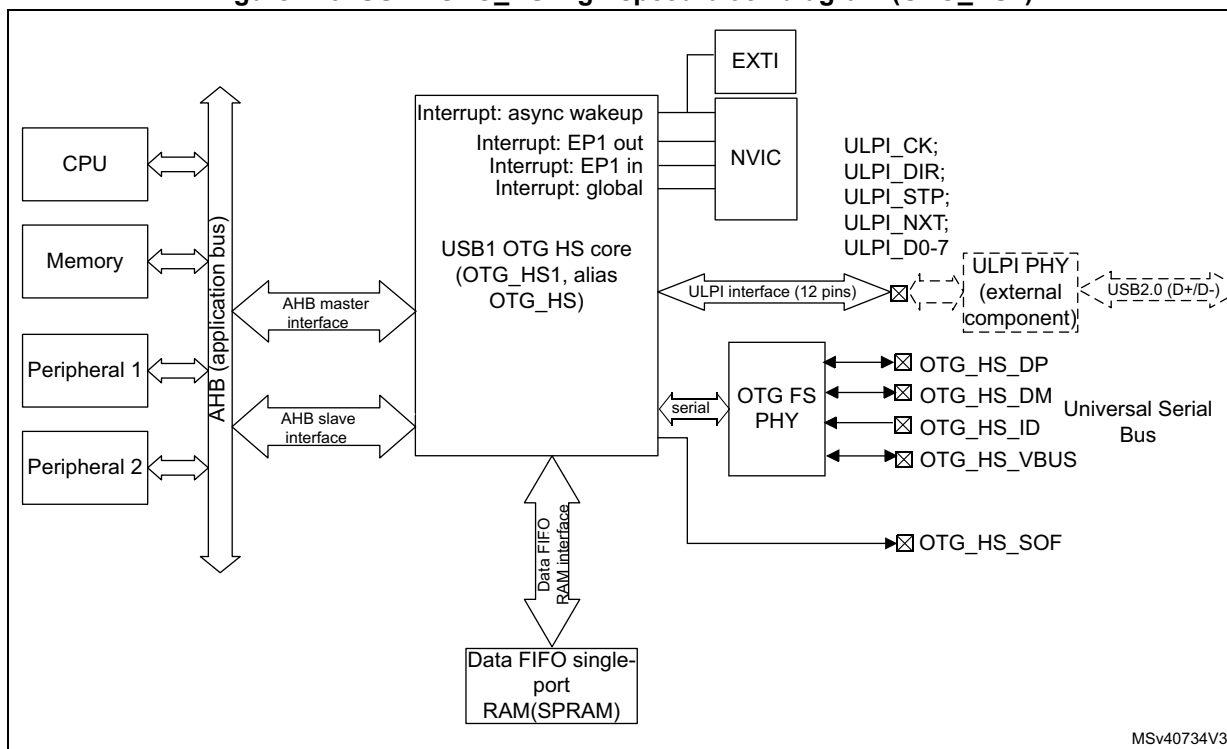 EXTI
Interrupt: async wakeup
Interrupt: EP1 out
Interrupt: EP1 in
Interrupt: global
NVIC
CPU
Memory
Peripheral 1
Peripheral 2
AHB (application bus)
AHB master
interface
AHB slave
interface
USB1 OTG HS core
(OTG_HS1, alias
OTG_HS)
ULPI_CK;
ULPI_DIR;
ULPI_STP;
ULPI_NXT;
ULPI_D0-7
ULPI interface (12 pins)
ULPI PHY
(external
component)
USB2.0 (D+/D-)
serial
OTG FS
PHY
OTG_HS_DP
OTG_HS_DM
OTG_HS_ID
OTG_HS_VBUS
Universal Serial
Bus
OTG_HS_SOF
Data FIFO
RAM interface
Data FIFO single-
port
RAM(SPRAM)
MSv40734V3